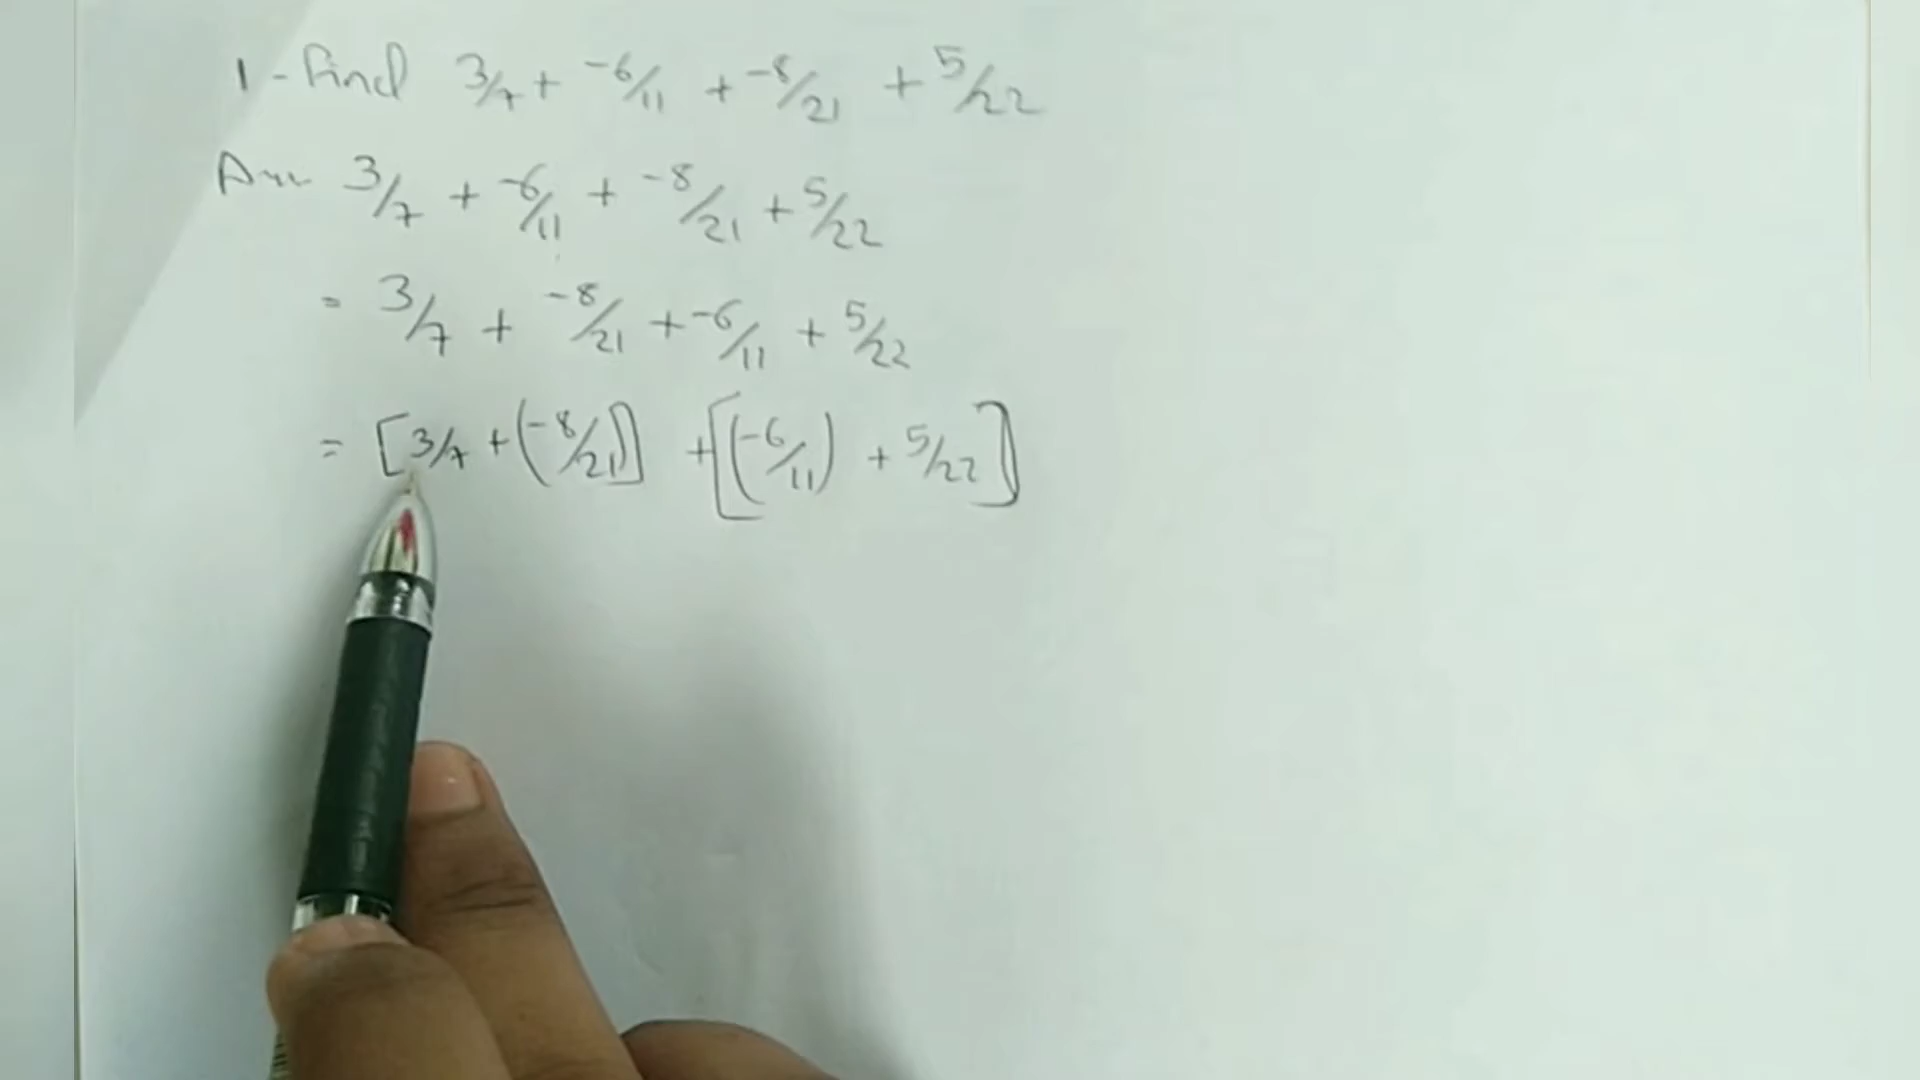 1 - find 3/7 + -6/11 + -8/21 + 5/22
Ans 3/7 + -6/11 + -8/21 + 5/22
= 3/7 + -8/21 + -6/11 + 5/22
= [3/7 + (-8/21)] + [(-6/11) + 5/22]